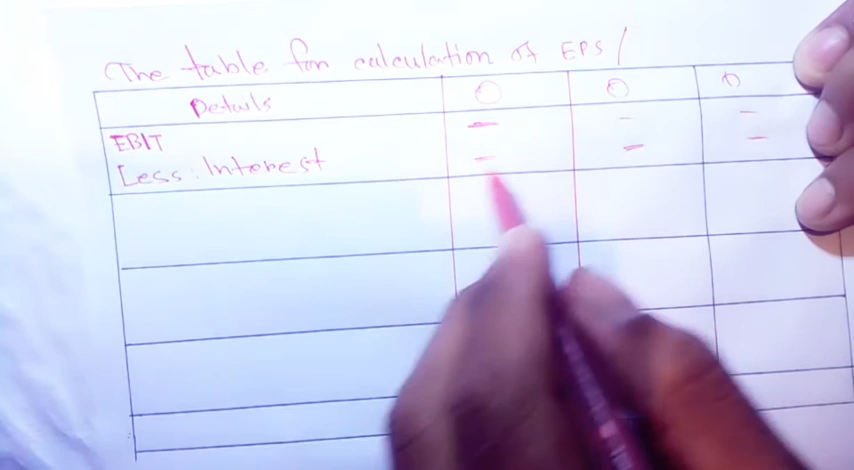 The table for calculation of EPS/
Details
EBIT - - -
Less: Interest - - -